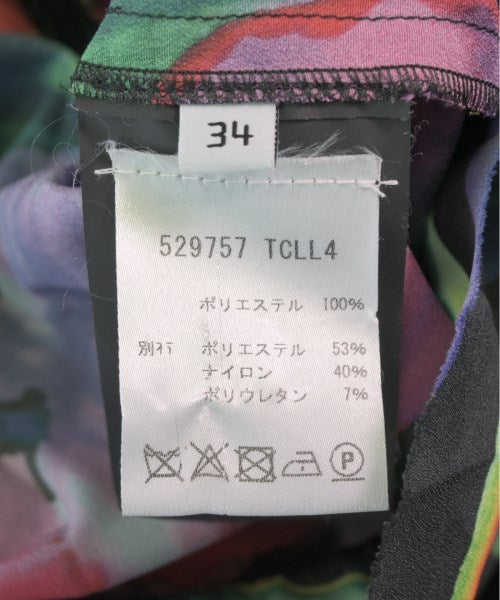 34
529757 TCLL4
ポリエステル 100%
別布 ポリエステル 53%
ナイロン 40%
ポリウレタン 7%
P